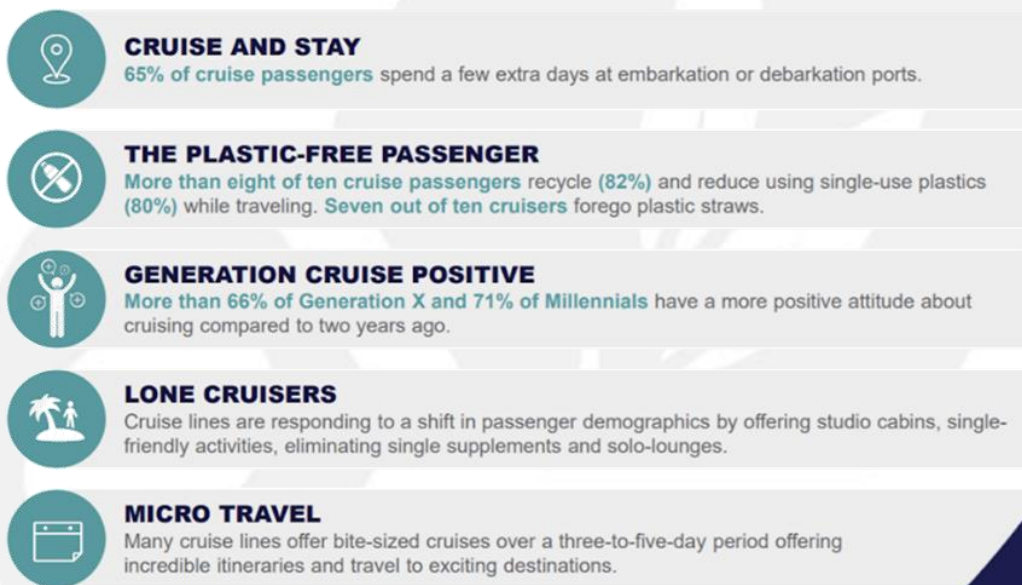 CRUISE AND STAY
65% of cruise passengers spend a few extra days at embarkation or debarkation ports.
THE PLASTIC-FREE PASSENGER
More than eight of ten cruise passengers recycle (82%) and reduce using single-use plastics
(80%) while traveling. Seven out of ten cruisers forego plastic straws.
GENERATION CRUISE POSITIVE
More than 66% of Generation X and 71% of Millennials have a more positive attitude about
cruising compared to two years ago.
LONE CRUISERS
Cruise lines are responding to a shift in passenger demographics by offering studio cabins, single-
friendly activities, eliminating single supplements and solo-lounges.
MICRO TRAVEL
Many cruise lines offer bite-sized cruises over a three-to-five-day period offering
incredible itineraries and travel to exciting destinations.